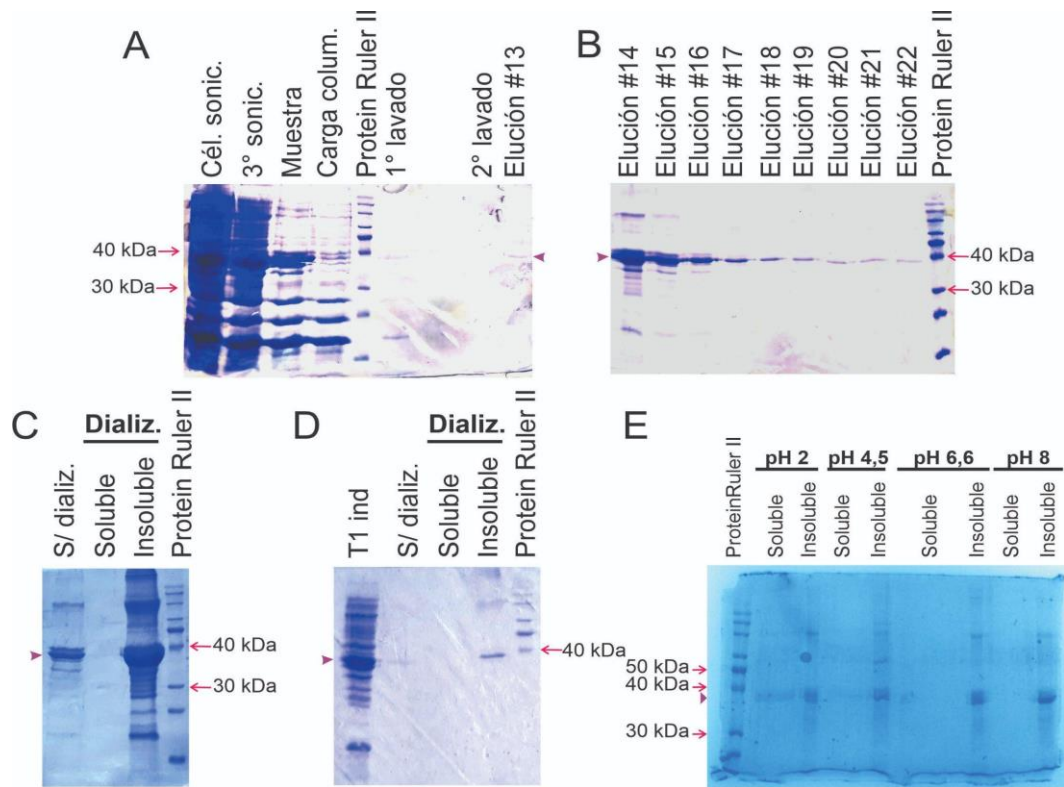 A
Cél. sonic.
3° sonic.
Muestra
Carga colum.
Protein Ruler II
1° lavado
2° lavado
Elución #13
40 kDa
30 kDa
B
Elución #14
Elución #15
Elución #16
Elución #17
Elución #18
Elución #19
Elución #20
Elución #21
Elución #22
Protein Ruler II
40 kDa
30 kDa
C
Dializ.
S/ dializ.
Soluble
Insoluble
Protein Ruler II
40 kDa
30 kDa
D
Dializ.
T1 ind
S/ dializ.
Soluble
Insoluble
Protein Ruler II
40 kDa
E
pH 2
pH 4,5
pH 6,6
pH 8
ProteinRuler II
Soluble
Insoluble
Soluble
Insoluble
Soluble
Insoluble
Soluble
Insoluble
50 kDa
40 kDa
30 kDa